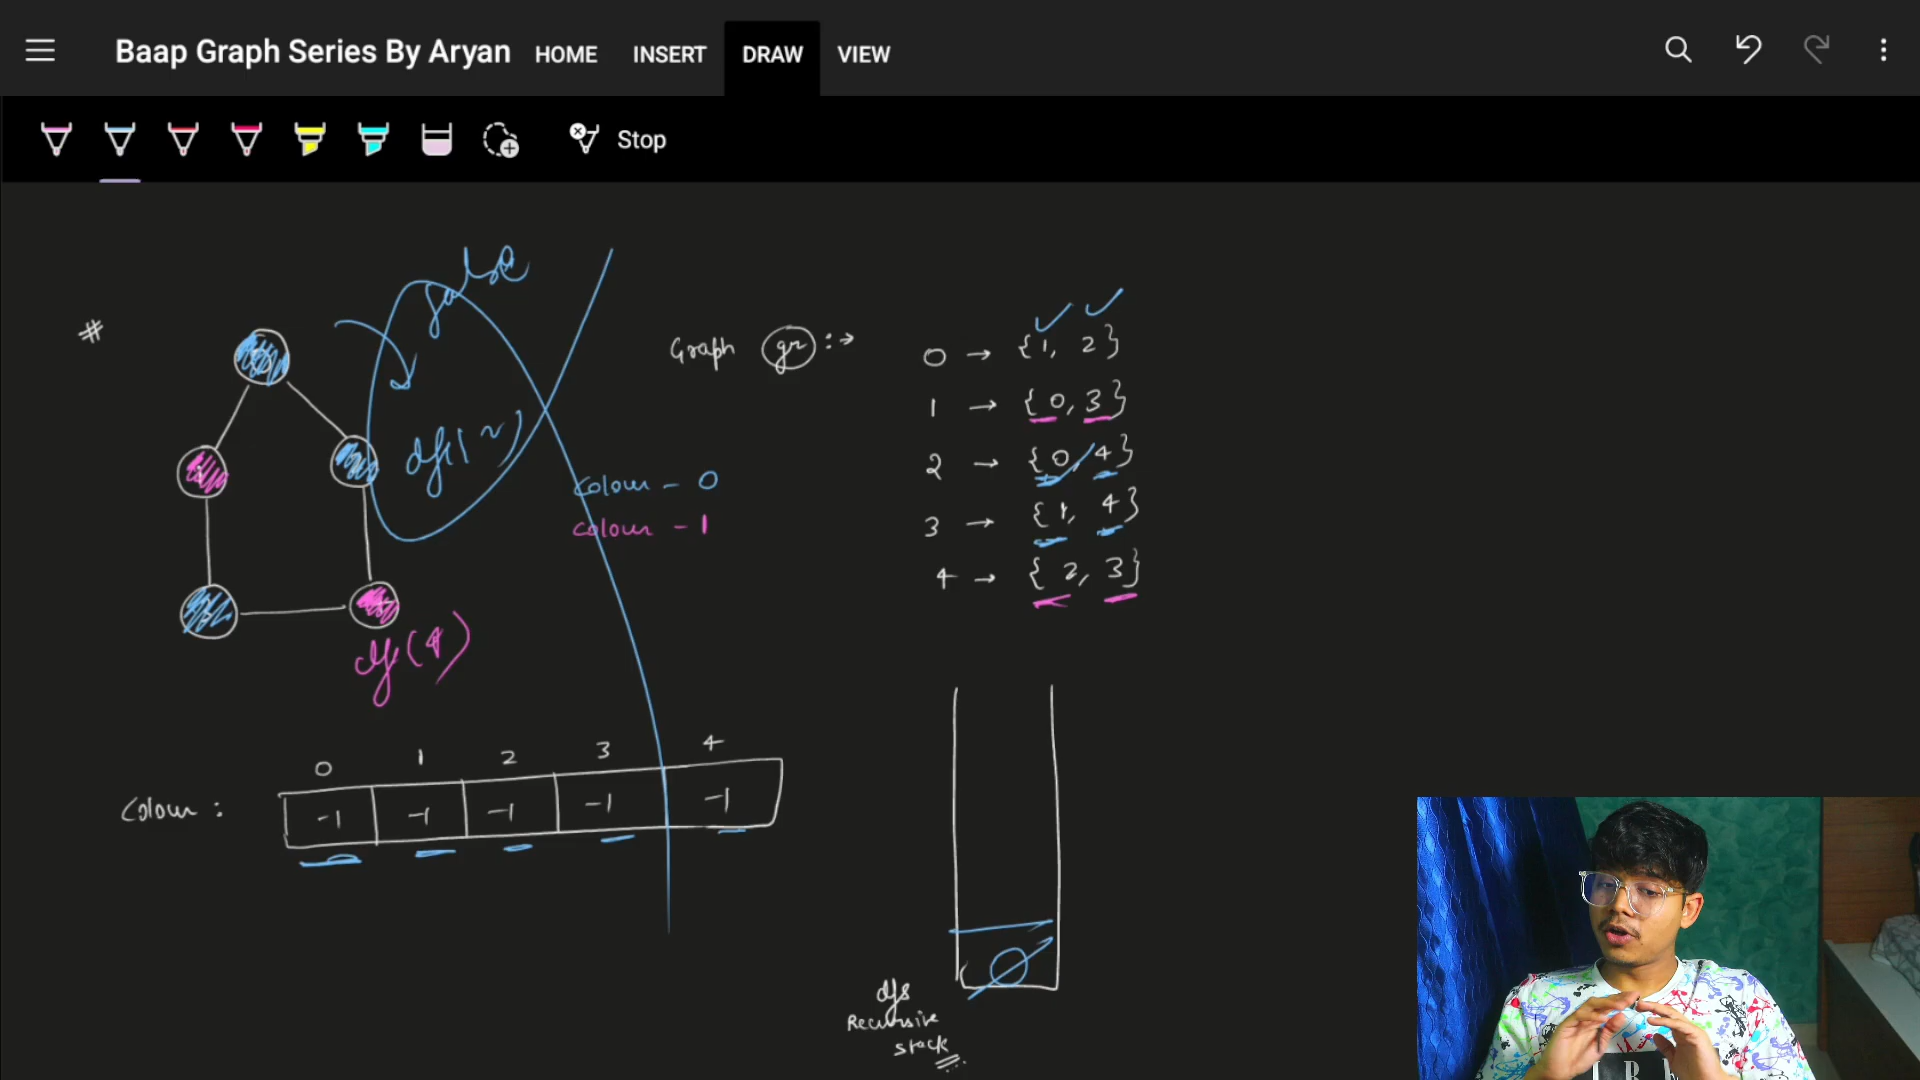 Baap Graph Series By Aryan HOME INSERT DRAW VIEW
Stop
#
false
dfs(2)
dfs(4)
Colour - 0
Colour - 1
Graph gr :→
0 → {1, 2}
1 → {0, 3}
2 → {0, 4}
3 → {1, 4}
4 → {2, 3}
0 1 2 3 4
Colour : -1 -1 -1 -1 -1
0
dfs
Recursive
stack